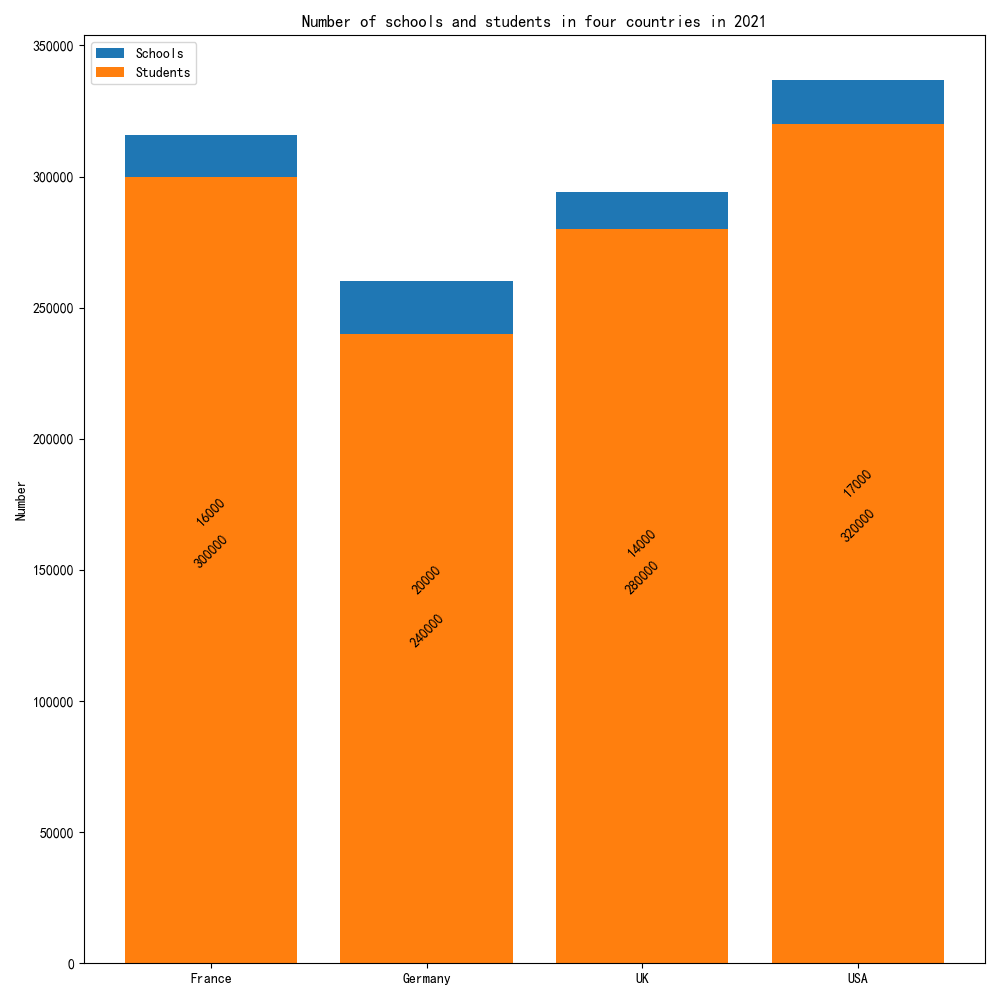 Number of schools and students in four countries in 2021
350000
300000
250000
200000
150000
100000
50000
0
Number
Schools
Students
16000
300000
20000
240000
14000
280000
17000
320000
France
Germany
UK
USA